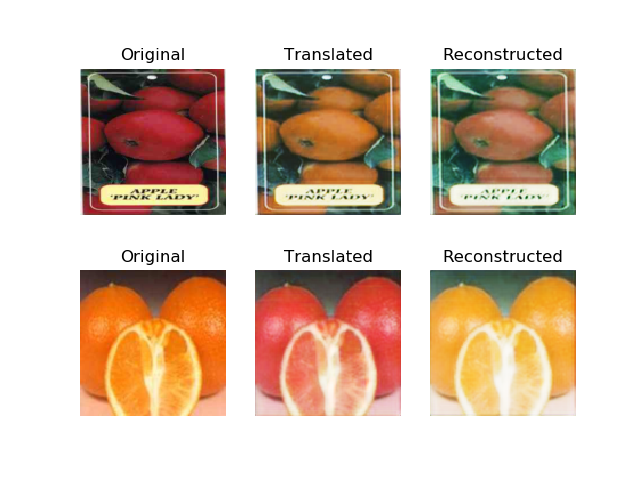 Original Translated Reconstructed
APPLE APPLE APPLE
'PINK LADY' 'PINK LADY' 'PINK LADY'
Original Translated Reconstructed